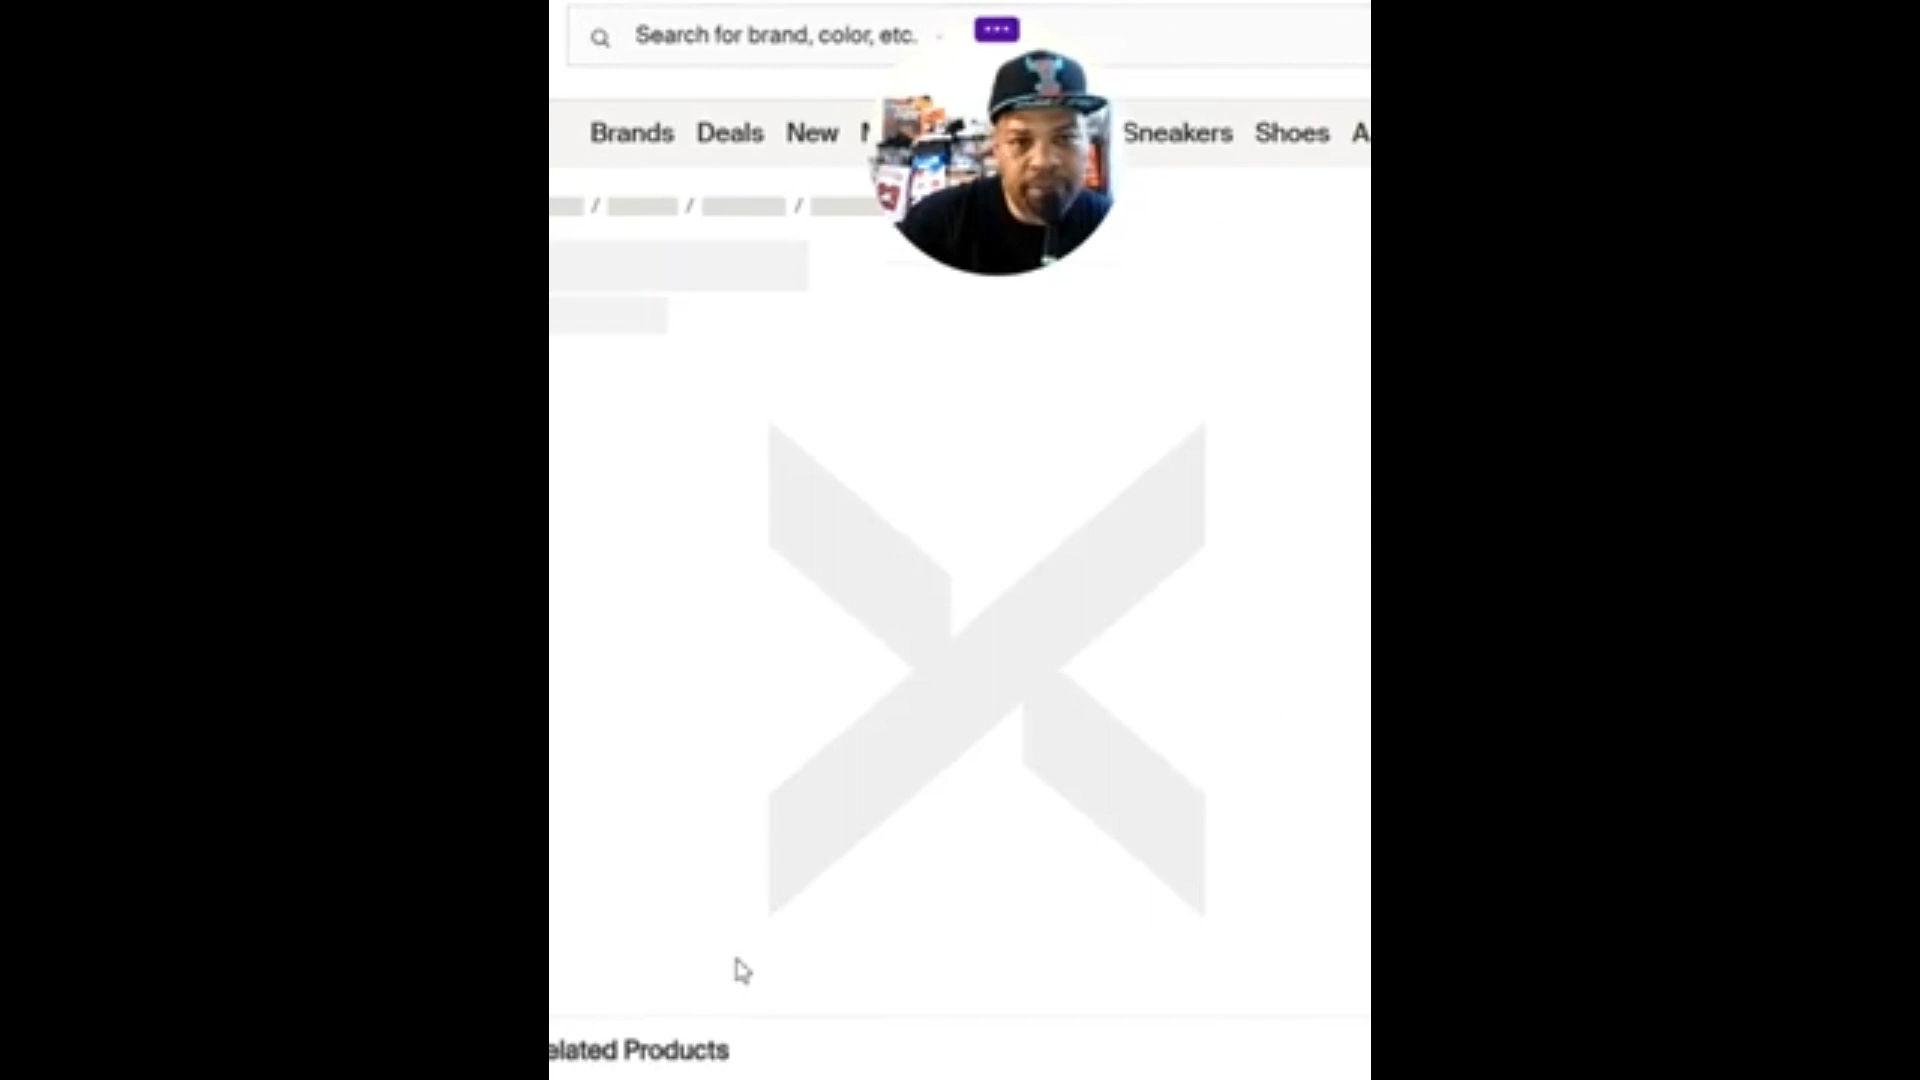 Search for brand, color, etc.
Brands Deals New Sneakers Shoes A
/ / /
elated Products